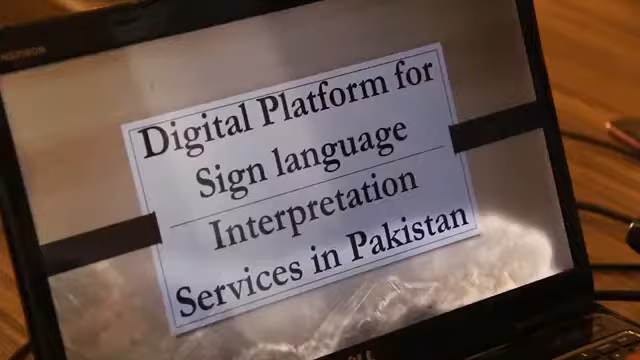 Digital Platform for
Sign language
Interpretation
Services in Pakistan